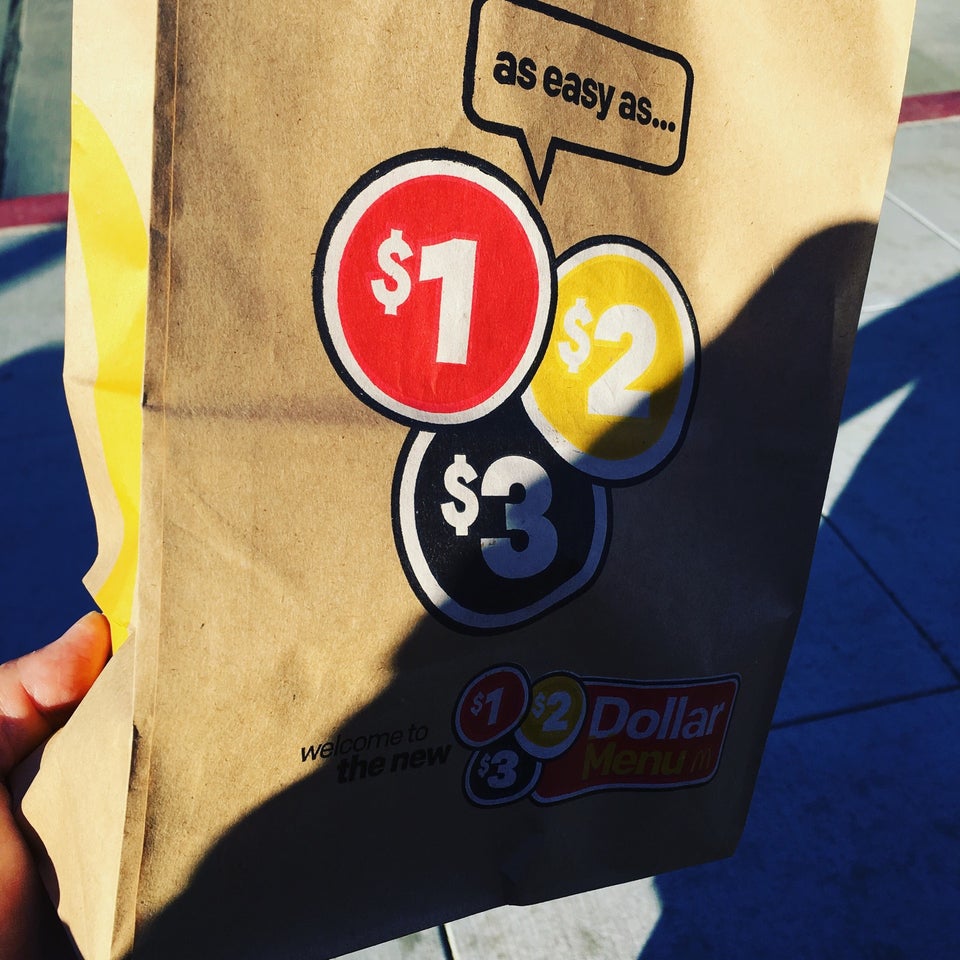 as easy as...
$1
$2
$3
welcome to
the new
$1
$2
$3
Dollar
Menu